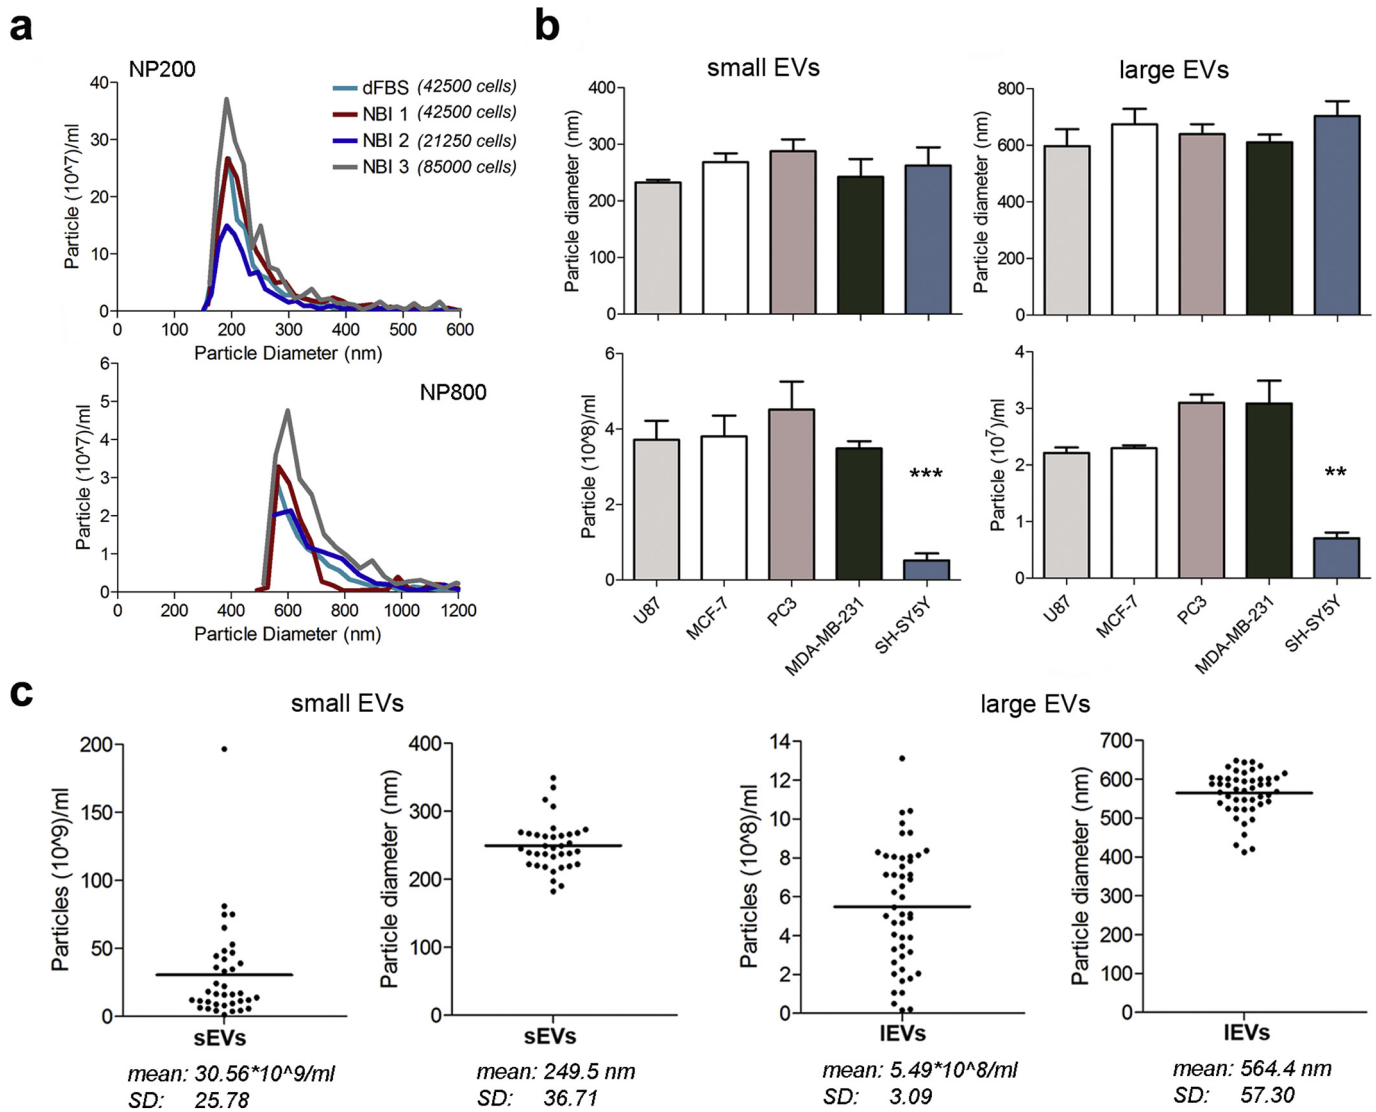 a
NP200
Particle (10^7)/ml
40
30
20
10
0
dFBS (42500 cells)
NBI 1 (42500 cells)
NBI 2 (21250 cells)
NBI 3 (85000 cells)
0 100 200 300 400 500 600
Particle Diameter (nm)
NP800
Particle (10^7)/ml
6
5
4
3
2
1
0
0 200 400 600 800 1000 1200
Particle Diameter (nm)
b
small EVs
Particle diameter (nm)
400
300
200
100
0
large EVs
Particle diameter (nm)
800
600
400
200
0
Particle (10^8)/ml
6
4
2
0
***
U87 MCF-7 PC3 MDA-MB-231 SH-SY5Y
Particle (10^7)/ml
4
3
2
1
0
**
U87 MCF-7 PC3 MDA-MB-231 SH-SY5Y
c
small EVs
Particles (10^9)/ml
200
150
100
50
0
sEVs
mean: 30.56*10^9/ml
SD: 25.78
Particle diameter (nm)
400
300
200
100
0
sEVs
mean: 249.5 nm
SD: 36.71
large EVs
Particles (10^8)/ml
14
12
10
8
6
4
2
0
lEVs
mean: 5.49*10^8/ml
SD: 3.09
Particle diameter (nm)
700
600
500
400
300
200
100
0
lEVs
mean: 564.4 nm
SD: 57.30